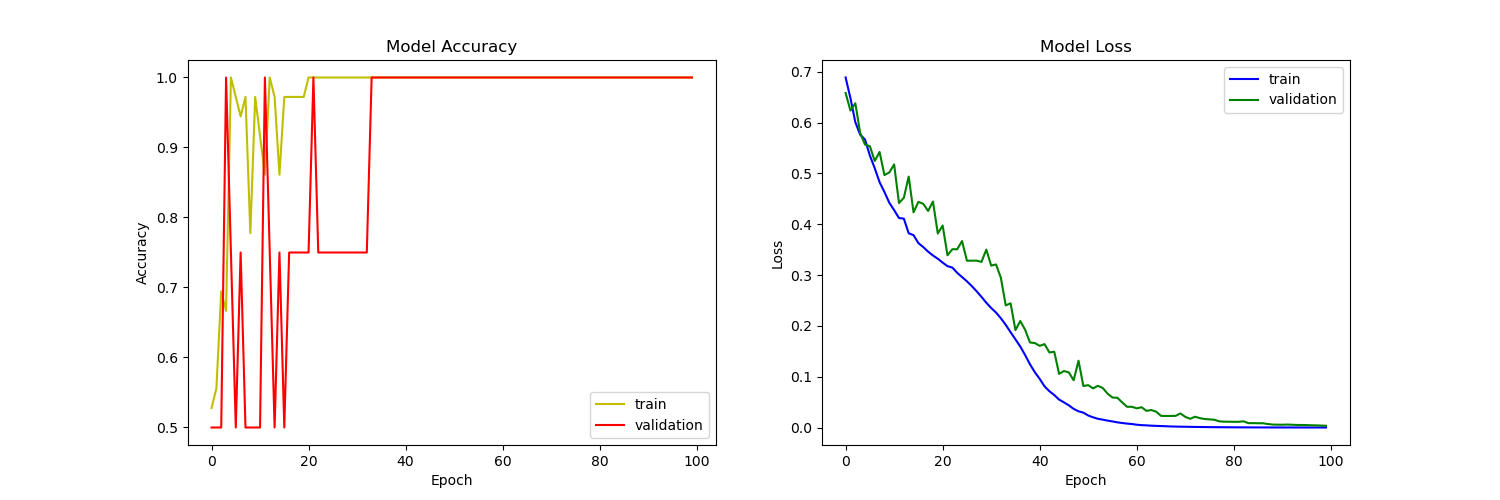 Model Accuracy
Accuracy
1.0
0.9
0.8
0.7
0.6
0.5
0 20 40 60 80 100
Epoch
train
validation
Model Loss
Loss
0.7
0.6
0.5
0.4
0.3
0.2
0.1
0.0
0 20 40 60 80 100
Epoch
train
validation